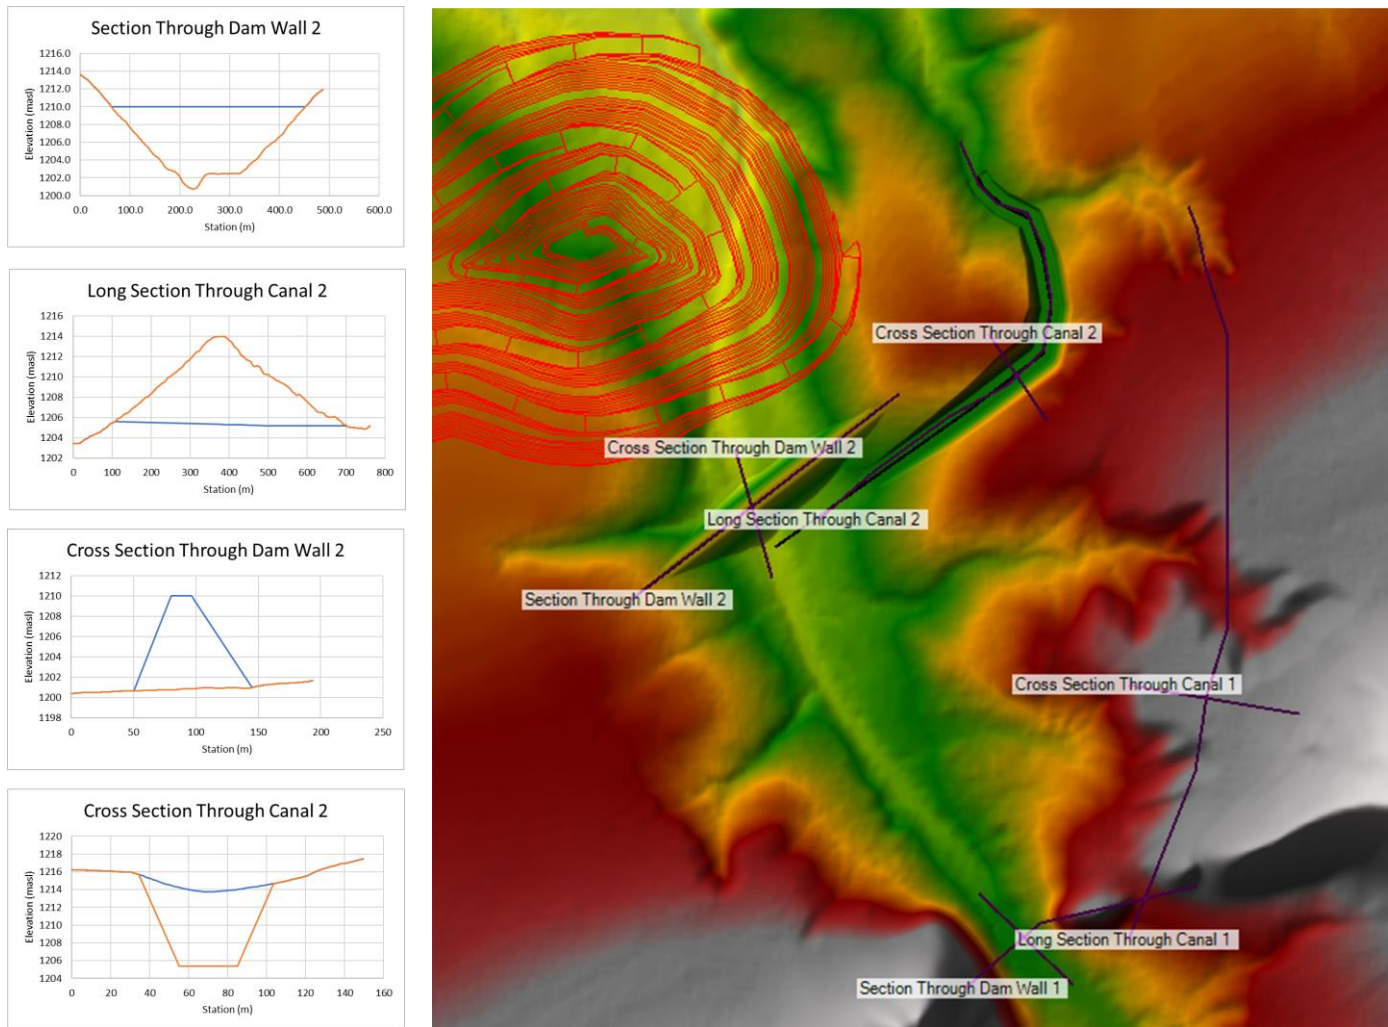 Section Through Dam Wall 2
1216.0
1214.0
1212.0
1210.0
1208.0
1206.0
1204.0
1202.0
1200.0
Elevation (masl)
0.0 100.0 200.0 300.0 400.0 500.0 600.0
Station (m)
Long Section Through Canal 2
1216
1214
1212
1210
1208
1206
1204
1202
Elevation (masl)
0 100 200 300 400 500 600 700 800
Station (m)
Cross Section Through Dam Wall 2
1212
1210
1208
1206
1204
1202
1200
1198
Elevation (masl)
0 50 100 150 200 250
Station (m)
Cross Section Through Canal 2
1220
1218
1216
1214
1212
1210
1208
1206
1204
Elevation (masl)
0 20 40 60 80 100 120 140 160
Station (m)
Cross Section Through Canal 2
Cross Section Through Dam Wall 2
Long Section Through Canal 2
Section Through Dam Wall 2
Cross Section Through Canal 1
Long Section Through Canal 1
Section Through Dam Wall 1